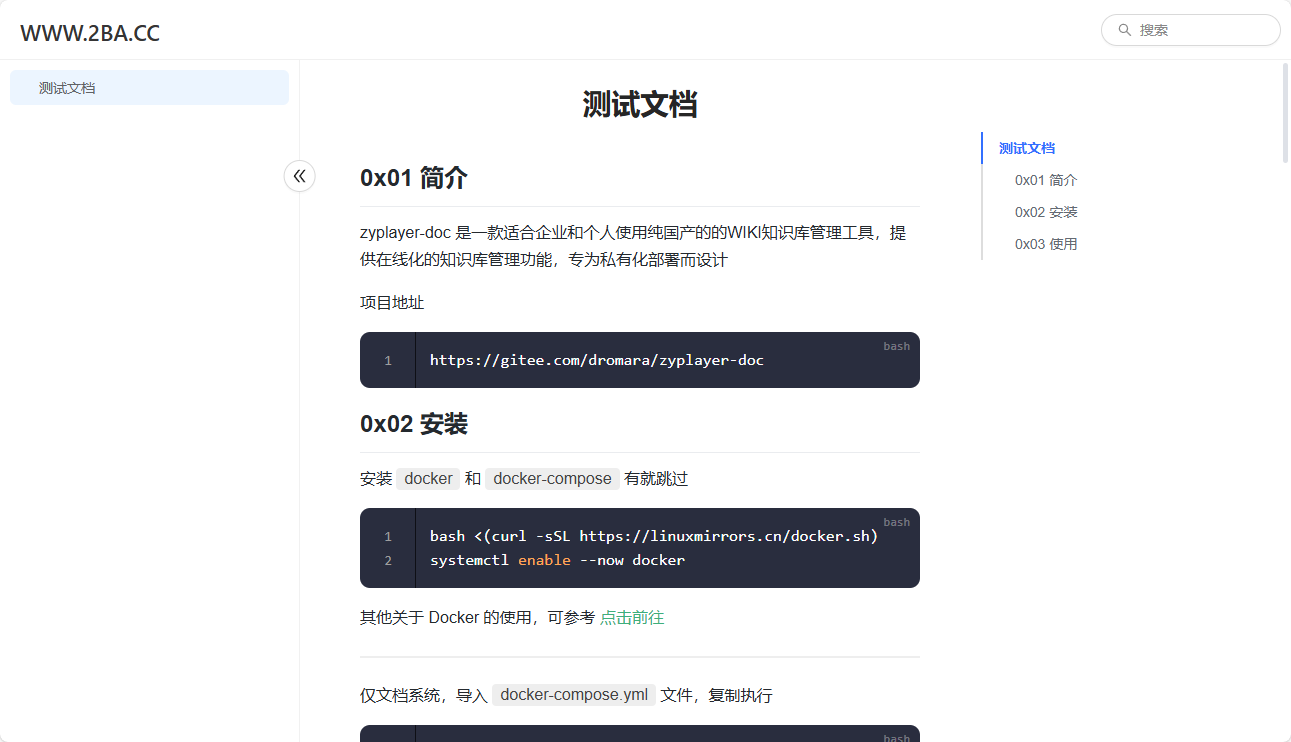 WWW.2BA.CC
搜索
测试文档
测试文档
0x01 简介
zyplayer-doc 是一款适合企业和个人使用纯国产的的WIKI知识库管理工具，提
供在线化的知识库管理功能，专为私有化部署而设计
项目地址
bash
1 https://gitee.com/dromara/zyplayer-doc
0x02 安装
安装 docker 和 docker-compose 有就跳过
bash
1 bash <(curl -sSL https://linuxmirrors.cn/docker.sh)
2 systemctl enable --now docker
其他关于 Docker 的使用，可参考 点击前往
仅文档系统，导入 docker-compose.yml 文件，复制执行
bash
测试文档
0x01 简介
0x02 安装
0x03 使用